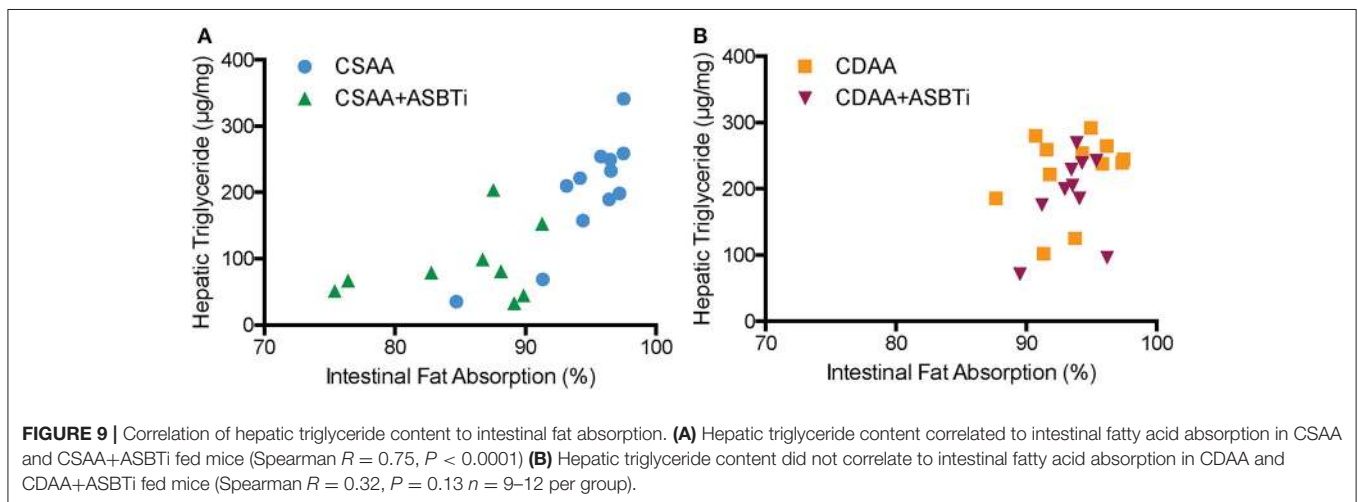 A
Hepatic Triglyceride (µg/mg)
400
300
200
100
0
70
80
90
100
Intestinal Fat Absorption (%)
CSAA
CSAA+ASBTi
B
Hepatic Triglyceride (µg/mg)
400
300
200
100
0
70
80
90
100
Intestinal Fat Absorption (%)
CDAA
CDAA+ASBTi
FIGURE 9 | Correlation of hepatic triglyceride content to intestinal fat absorption. (A) Hepatic triglyceride content correlated to intestinal fatty acid absorption in CSAA
and CSAA+ASBTi fed mice (Spearman R = 0.75, P < 0.0001) (B) Hepatic triglyceride content did not correlate to intestinal fatty acid absorption in CDAA and
CDAA+ASBTi fed mice (Spearman R = 0.32, P = 0.13 n = 9–12 per group).